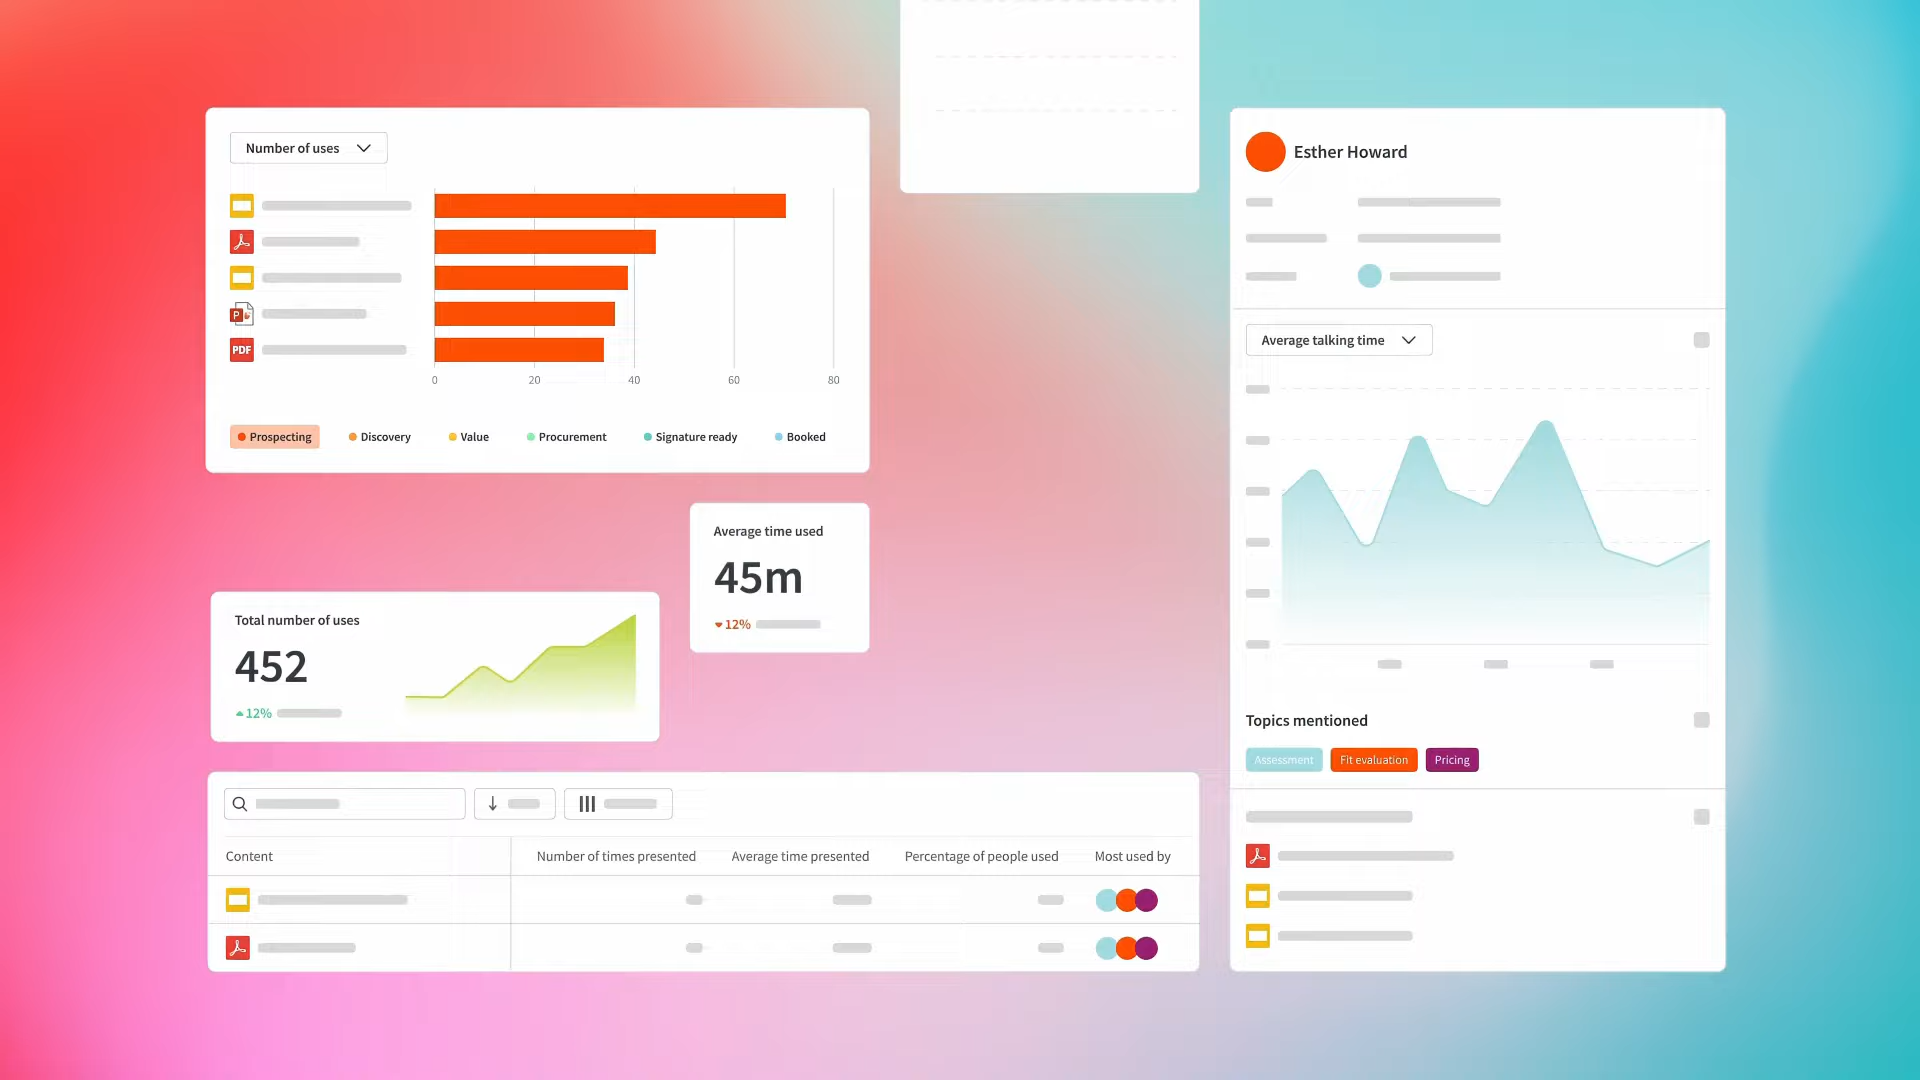 Number of uses
P
PDF
0 20 40 60 80
Prospecting Discovery Value Procurement Signature ready Booked
Average time used
45m
12%
Total number of uses
452
12%
Content Number of times presented Average time presented Percentage of people used Most used by
Esther Howard
Average talking time
Topics mentioned
Assessment Fit evaluation Pricing